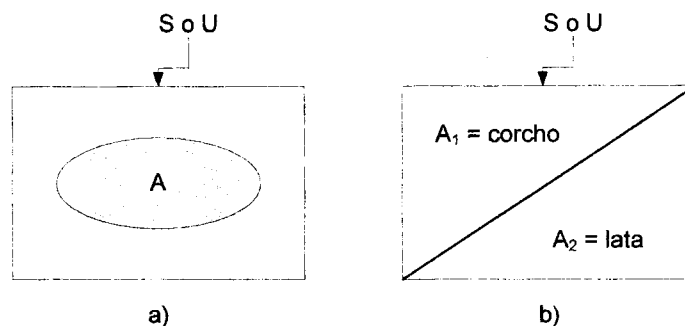 S o U
S o U
A
A₁ = corcho
A₂ = lata
a)
b)